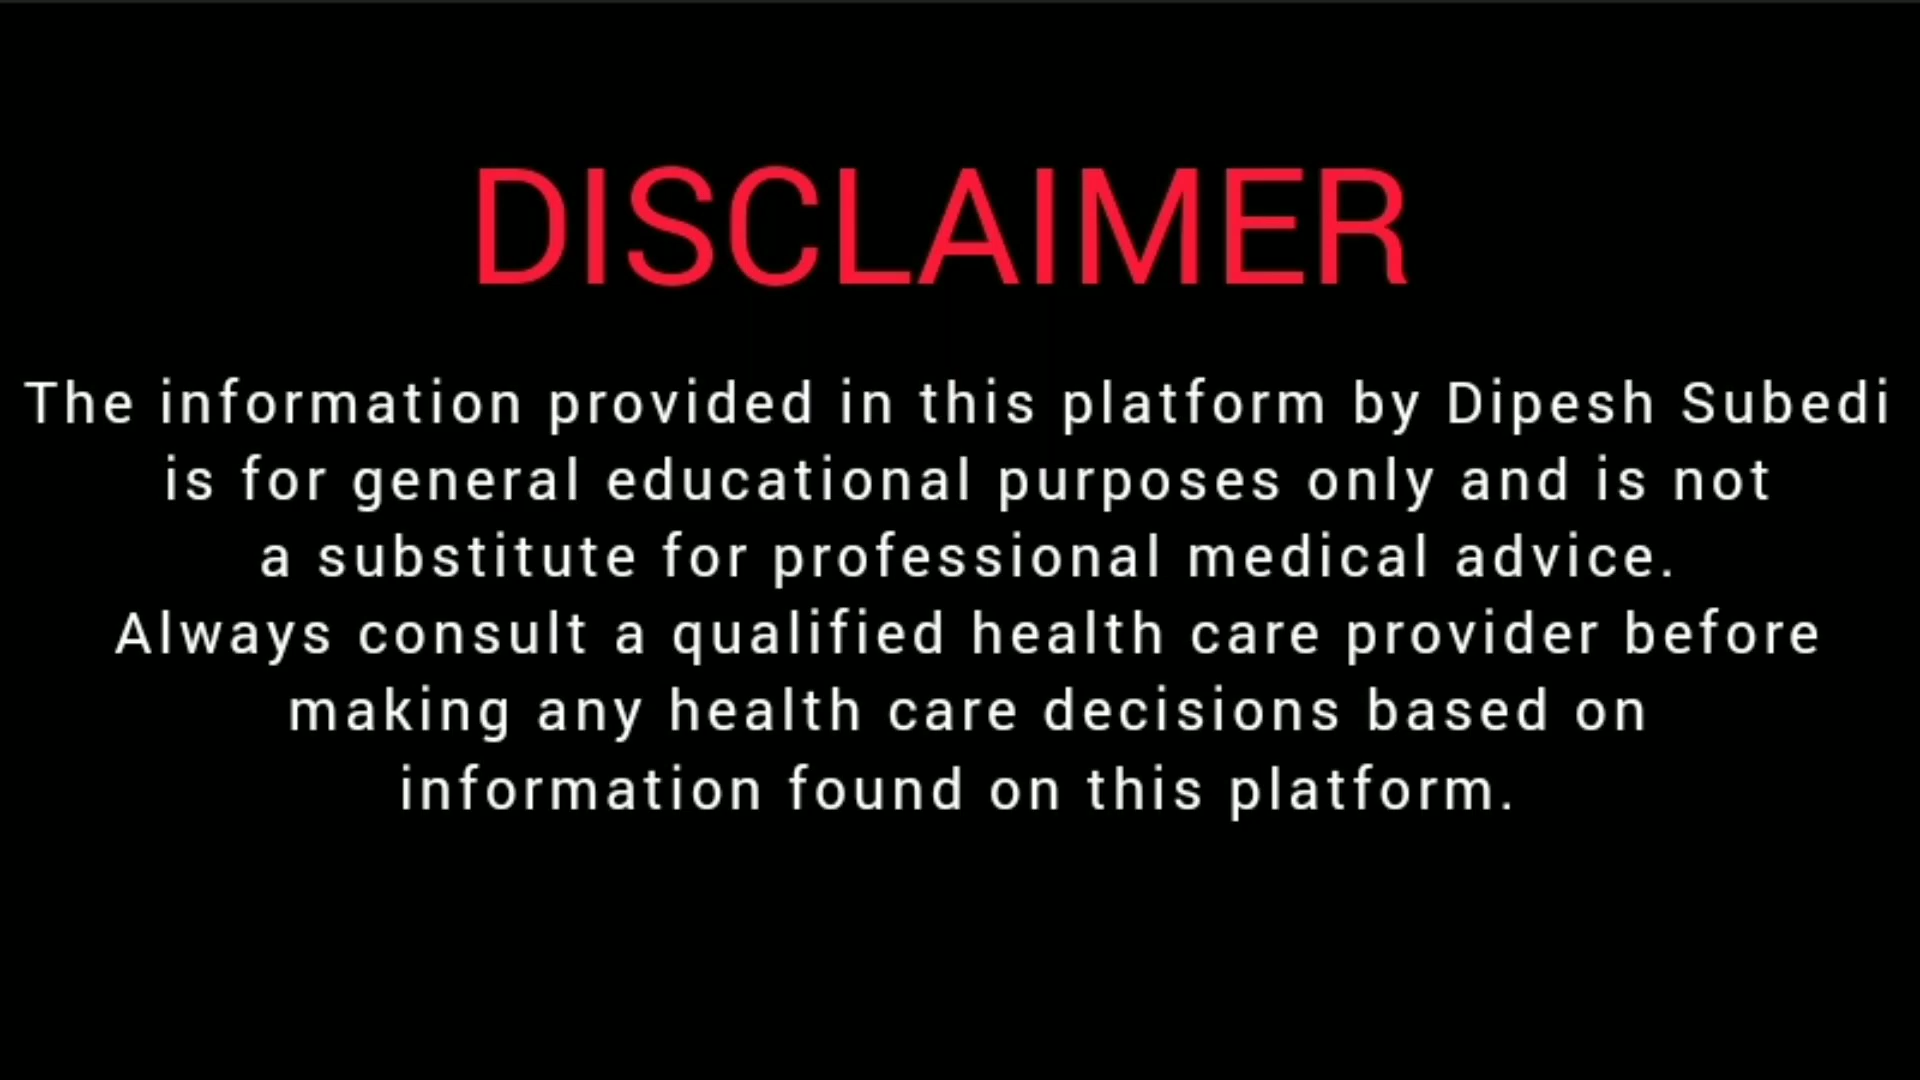 DISCLAIMER
The information provided in this platform by Dipesh Subedi
is for general educational purposes only and is not
a substitute for professional medical advice.
Always consult a qualified health care provider before
making any health care decisions based on
information found on this platform.